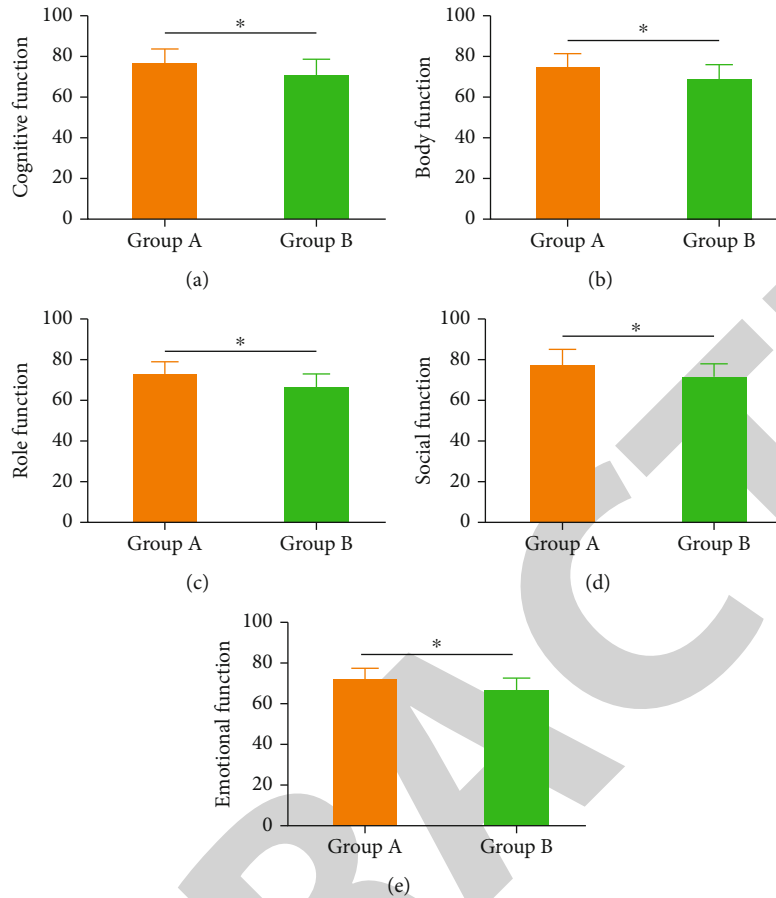 100
80
60
40
20
0
Cognitive function
*
Group A
Group B
(a)
100
80
60
40
20
0
Body function
*
Group A
Group B
(b)
100
80
60
40
20
0
Role function
*
Group A
Group B
(c)
100
80
60
40
20
0
Social function
*
Group A
Group B
(d)
100
80
60
40
20
0
Emotional function
*
Group A
Group B
(e)